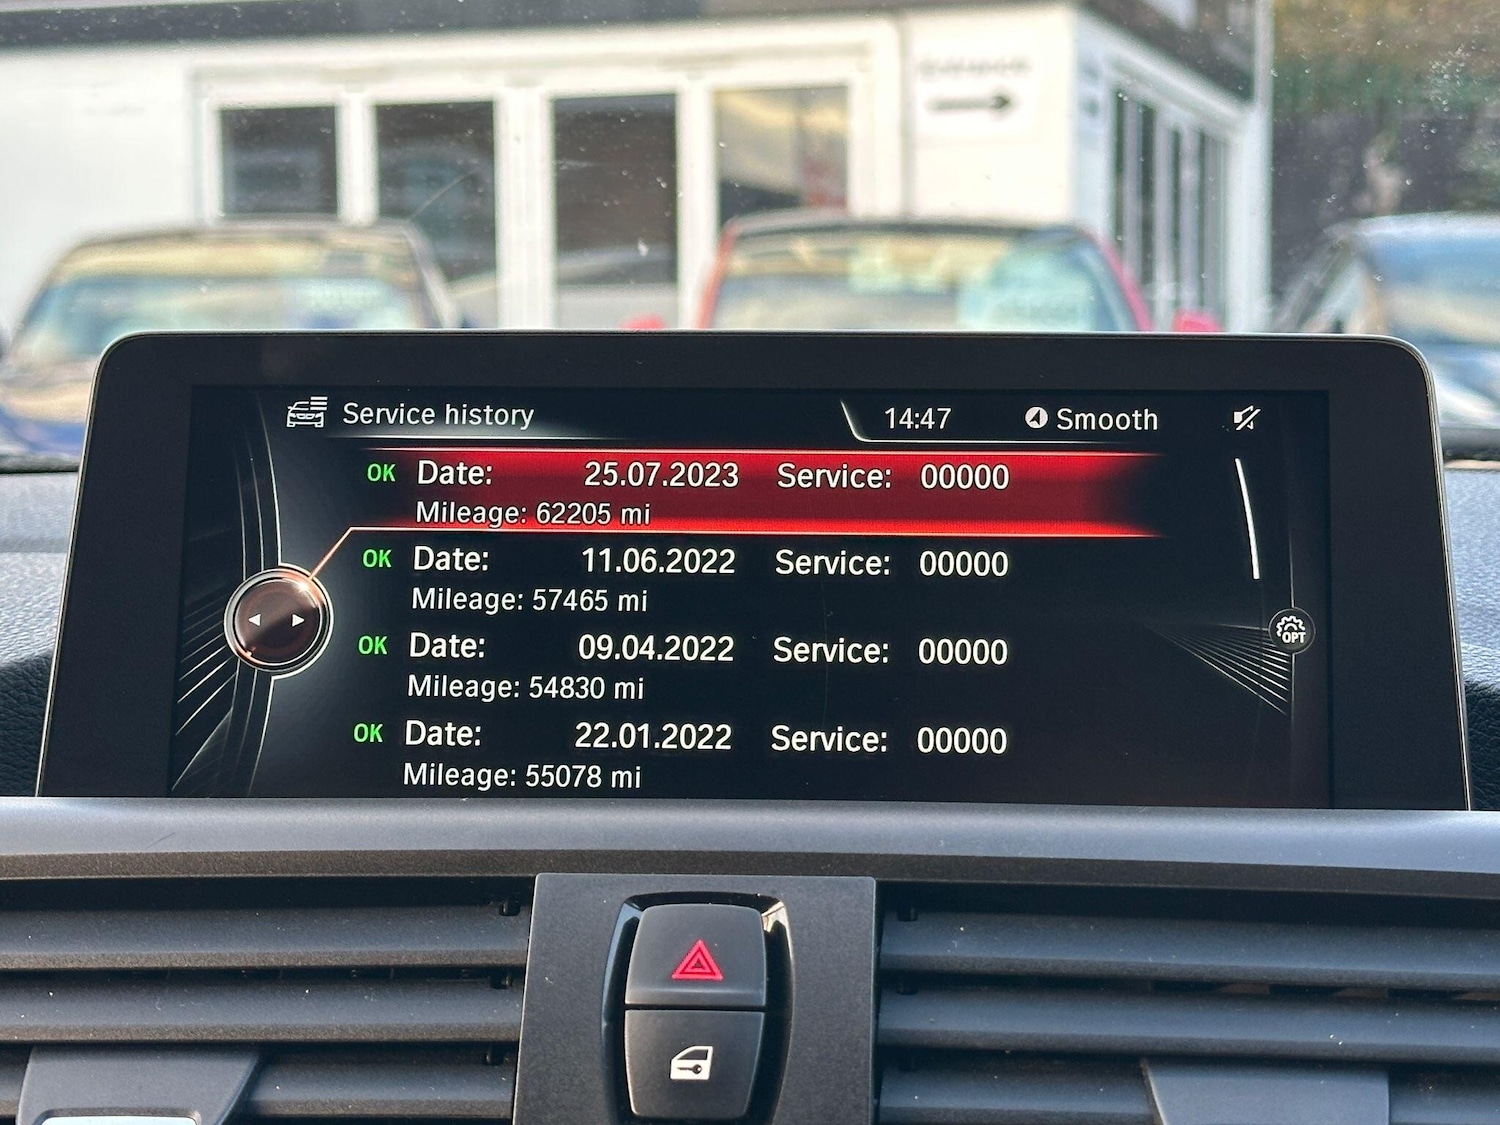 Service history 14:47 Smooth
OK Date: 25.07.2023 Service: 00000
Mileage: 62205 mi
OK Date: 11.06.2022 Service: 00000
Mileage: 57465 mi
OK Date: 09.04.2022 Service: 00000
Mileage: 54830 mi
OK Date: 22.01.2022 Service: 00000
Mileage: 55078 mi
OPT